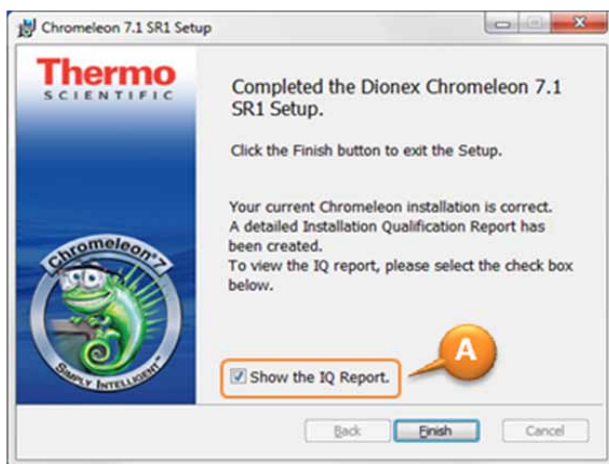 Chromeleon 7.1 SR1 Setup
Thermo
SCIENTIFIC
Completed the Dionex Chromeleon 7.1
SR1 Setup.
Click the Finish button to exit the Setup.
Your current Chromeleon installation is correct.
A detailed Installation Qualification Report has
been created.
To view the IQ report, please select the check box
below.
Chromeleon 7
SIMPLY INTELLIGENT™
A
Show the IQ Report.
Back
Finish
Cancel